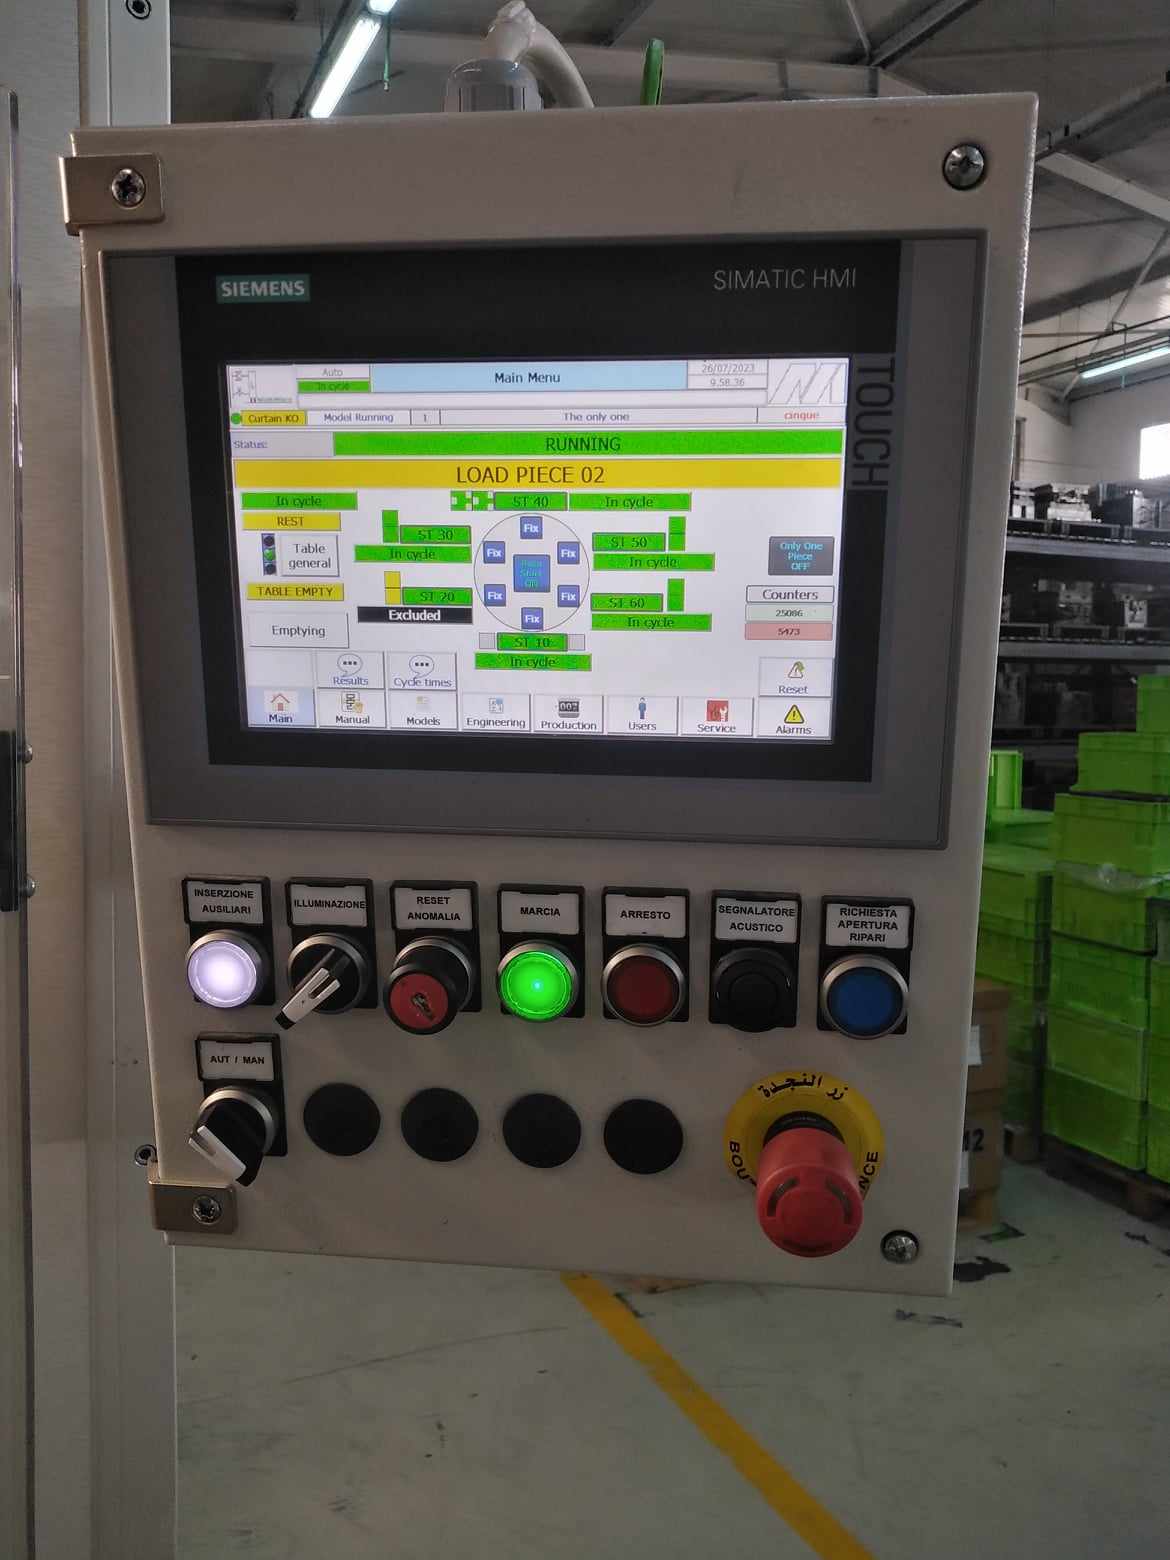 SIEMENS
SIMATIC HMI
TOUCH
Auto
In cycle
Main Menu
26/07/2023
9.58.36
Curtain KO
Model Running
1
The only one
cinque
Status:
RUNNING
LOAD PIECE 02
In cycle
ST 40
In cycle
REST
ST 30
In cycle
Fix
Fix
Fix
Fix
Fix
Fix
ST 50
In cycle
Table
general
Only One
Piece
OFF
TABLE EMPTY
ST 20
Excluded
ST 60
In cycle
Counters
25086
5473
Emptying
ST 10
In cycle
Results
Cycle times
Reset
Main
Manual
Models
Engineering
Production
Users
Service
Alarms
INSERZIONE
AUSILIARI
ILLUMINAZIONE
RESET
ANOMALIA
MARCIA
ARRESTO
SEGNALATORE
ACUSTICO
RICHIESTA
APERTURA
RIPARI
AUT / MAN
زر النجدة